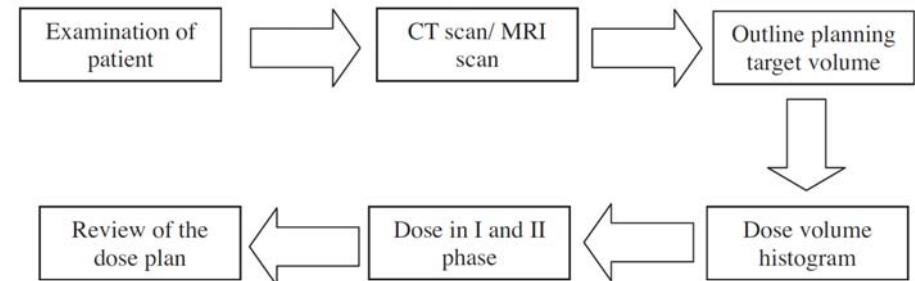 Examination of
patient
CT scan/ MRI
scan
Outline planning
target volume
Dose volume
histogram
Dose in I and II
phase
Review of the
dose plan